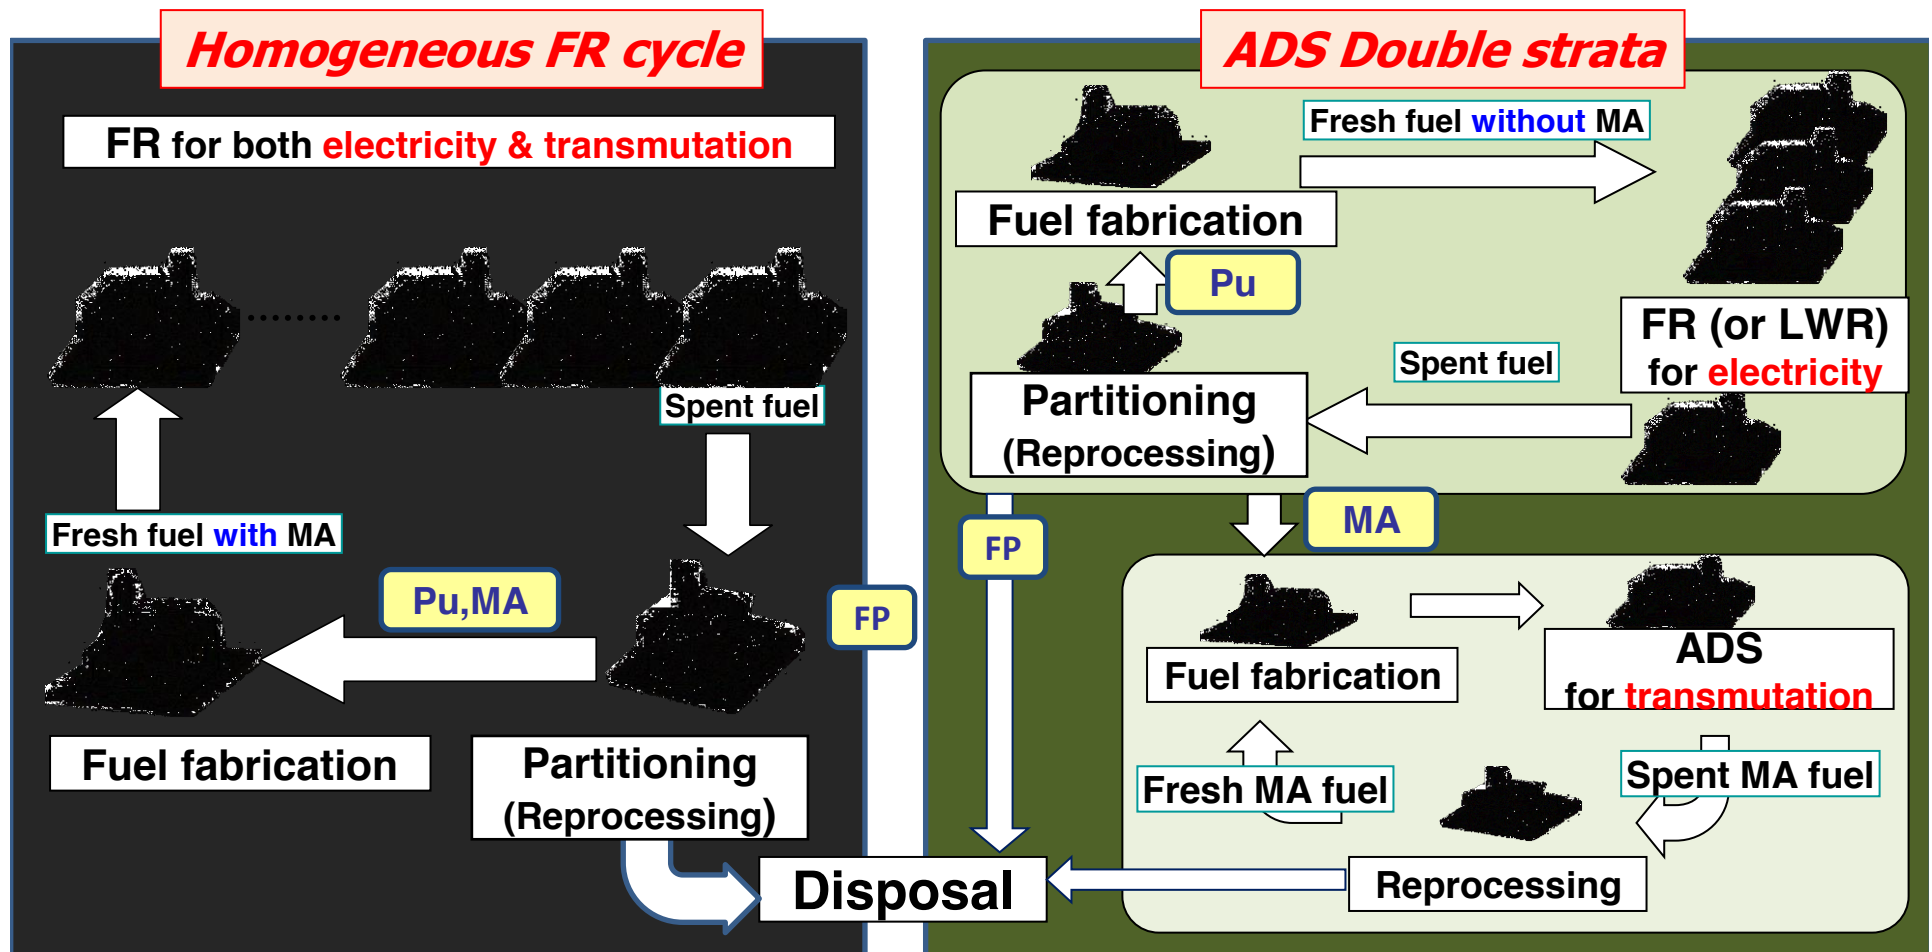 Homogeneous FR cycle
FR for both electricity & transmutation
Spent fuel
Fresh fuel with MA
Pu,MA
FP
Fuel fabrication
Partitioning
(Reprocessing)
Disposal
ADS Double strata
Fresh fuel without MA
Fuel fabrication
Pu
FR (or LWR)
for electricity
Spent fuel
Partitioning
(Reprocessing)
FP
MA
Fuel fabrication
ADS
for transmutation
Fresh MA fuel
Spent MA fuel
Reprocessing